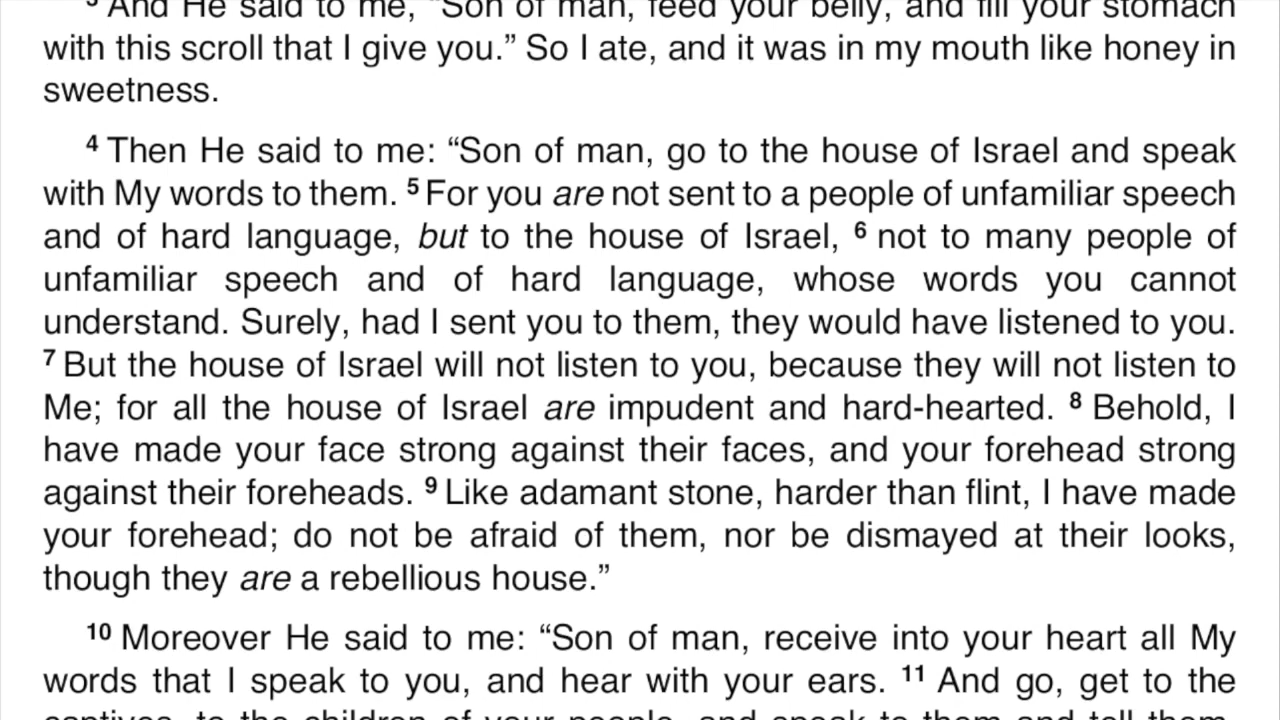 3 And He said to me, “Son of man, feed your belly, and fill your stomach
with this scroll that I give you.” So I ate, and it was in my mouth like honey in
sweetness.
4 Then He said to me: “Son of man, go to the house of Israel and speak
with My words to them. 5 For you are not sent to a people of unfamiliar speech
and of hard language, but to the house of Israel, 6 not to many people of
unfamiliar speech and of hard language, whose words you cannot
understand. Surely, had I sent you to them, they would have listened to you.
7 But the house of Israel will not listen to you, because they will not listen to
Me; for all the house of Israel are impudent and hard-hearted. 8 Behold, I
have made your face strong against their faces, and your forehead strong
against their foreheads. 9 Like adamant stone, harder than flint, I have made
your forehead; do not be afraid of them, nor be dismayed at their looks,
though they are a rebellious house.”
10 Moreover He said to me: “Son of man, receive into your heart all My
words that I speak to you, and hear with your ears. 11 And go, get to the
captives, to the children of your people, and speak to them and tell them,